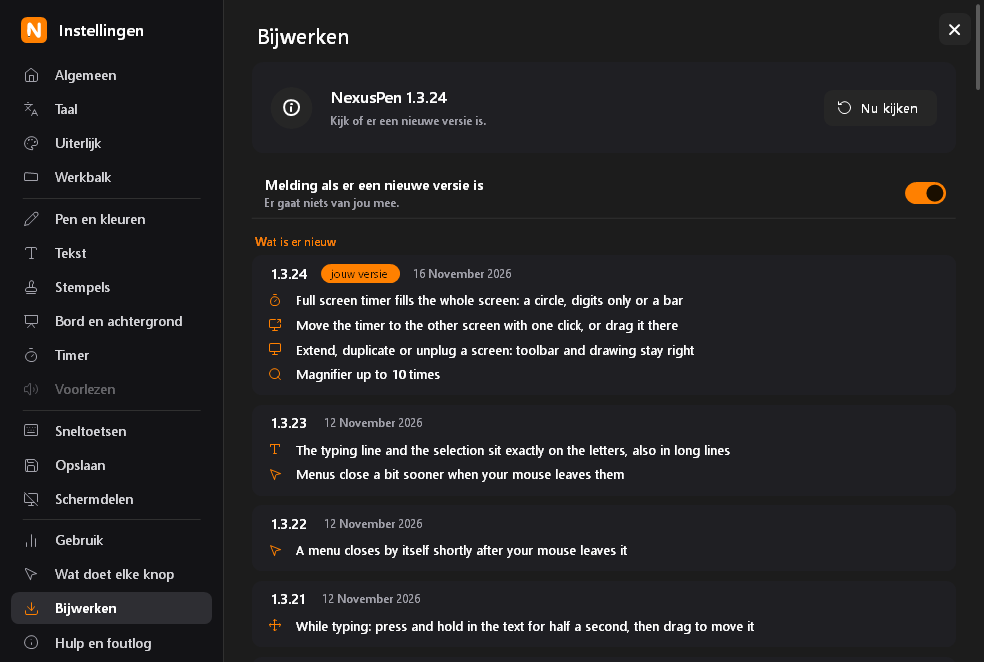 N Instellingen
Algemeen
Taal
Uiterlijk
Werkbalk
Pen en kleuren
Tekst
Stempels
Bord en achtergrond
Timer
Voorlezen
Sneltoetsen
Opslaan
Schermdelen
Gebruik
Wat doet elke knop
Bijwerken
Hulp en foutlog
Bijwerken
NexusPen 1.3.24
Kijk of er een nieuwe versie is.
Nu kijken
Melding als er een nieuwe versie is
Er gaat niets van jou mee.
Wat is er nieuw
1.3.24 jouw versie 16 November 2026
Full screen timer fills the whole screen: a circle, digits only or a bar
Move the timer to the other screen with one click, or drag it there
Extend, duplicate or unplug a screen: toolbar and drawing stay right
Magnifier up to 10 times
1.3.23 12 November 2026
The typing line and the selection sit exactly on the letters, also in long lines
Menus close a bit sooner when your mouse leaves them
1.3.22 12 November 2026
A menu closes by itself shortly after your mouse leaves it
1.3.21 12 November 2026
While typing: press and hold in the text for half a second, then drag to move it